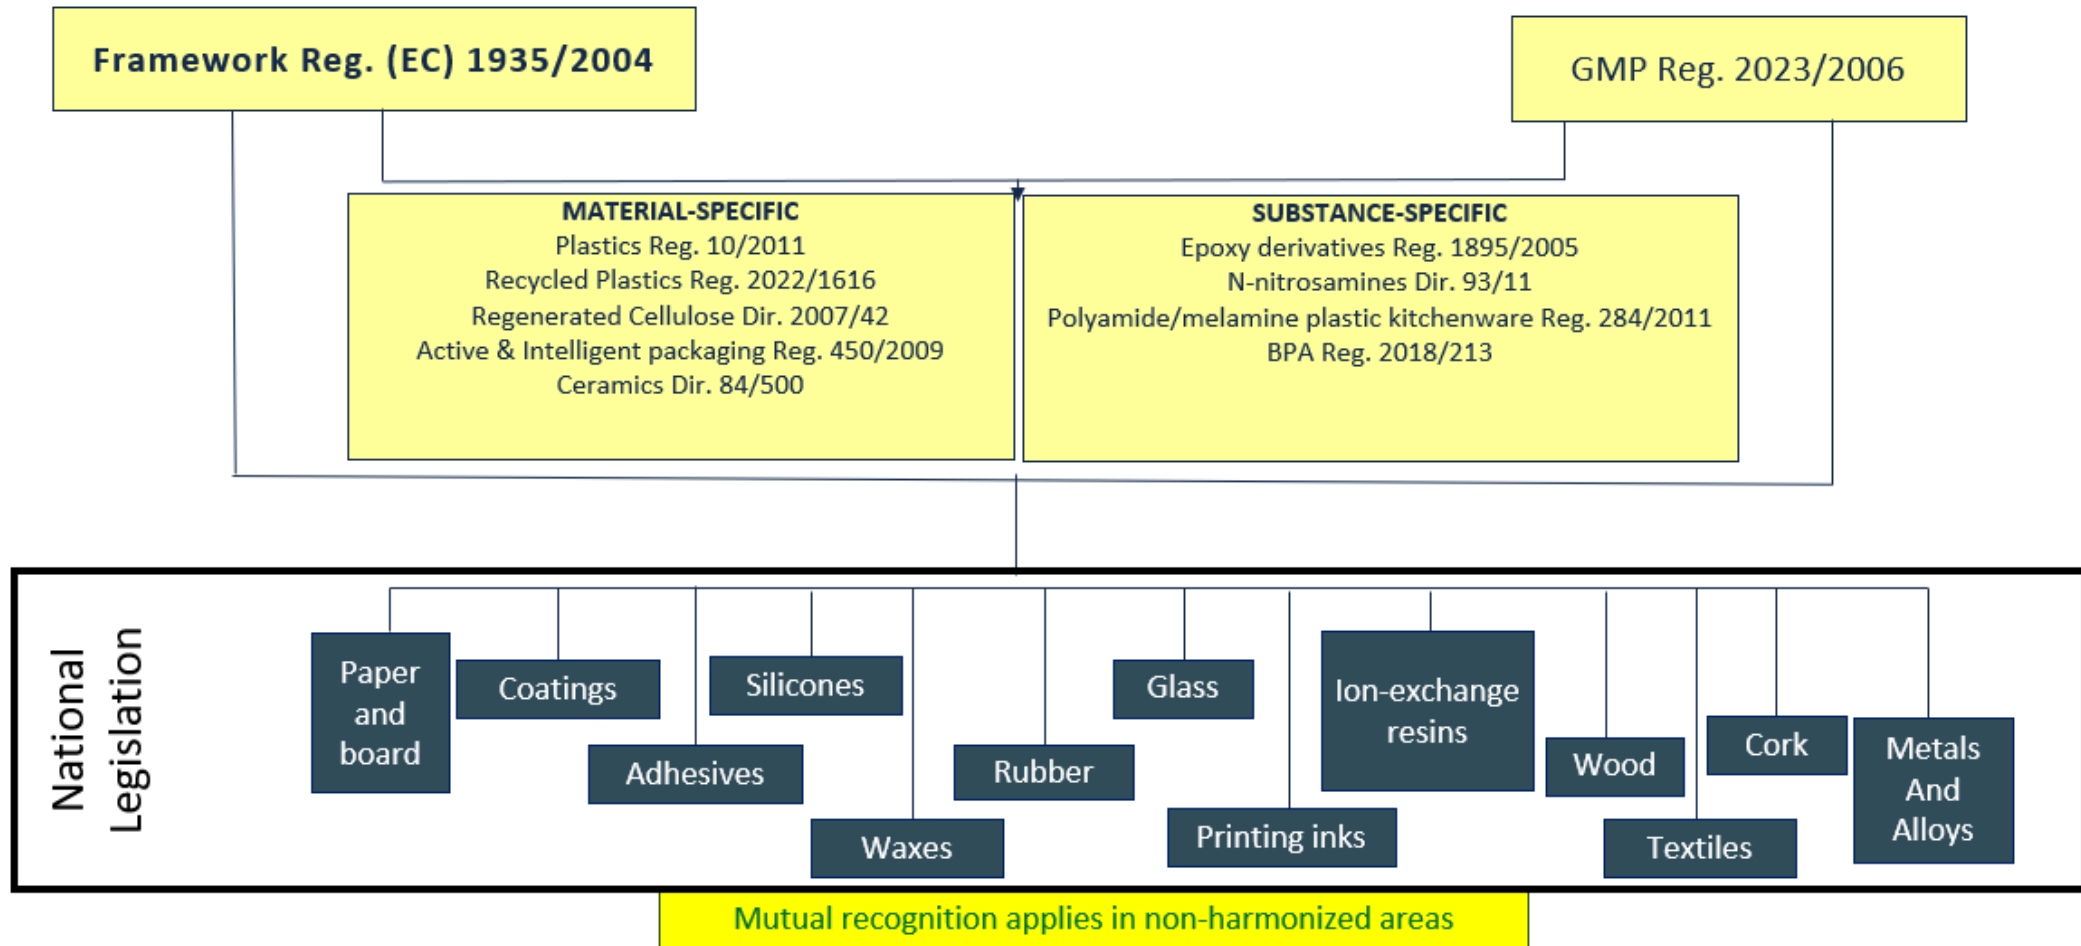 Framework Reg. (EC) 1935/2004
GMP Reg. 2023/2006
MATERIAL-SPECIFIC
Plastics Reg. 10/2011
Recycled Plastics Reg. 2022/1616
Regenerated Cellulose Dir. 2007/42
Active & Intelligent packaging Reg. 450/2009
Ceramics Dir. 84/500
SUBSTANCE-SPECIFIC
Epoxy derivatives Reg. 1895/2005
N-nitrosamines Dir. 93/11
Polyamide/melamine plastic kitchenware Reg. 284/2011
BPA Reg. 2018/213
National
Legislation
Paper
and
board
Coatings
Adhesives
Silicones
Waxes
Rubber
Glass
Printing inks
Ion-exchange
resins
Wood
Textiles
Cork
Metals
And
Alloys
Mutual recognition applies in non-harmonized areas